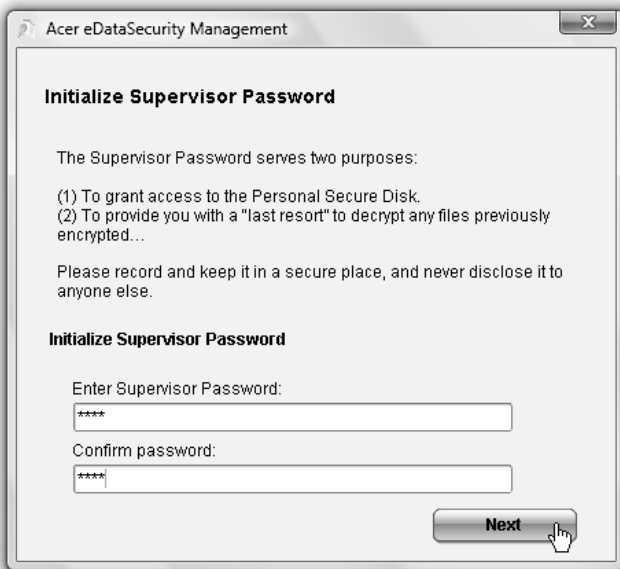 Acer eDataSecurity Management
X
Initialize Supervisor Password
The Supervisor Password serves two purposes:
(1) To grant access to the Personal Secure Disk.
(2) To provide you with a "last resort" to decrypt any files previously
encrypted...
Please record and keep it in a secure place, and never disclose it to
anyone else.
Initialize Supervisor Password
Enter Supervisor Password:
****
Confirm password:
****
Next